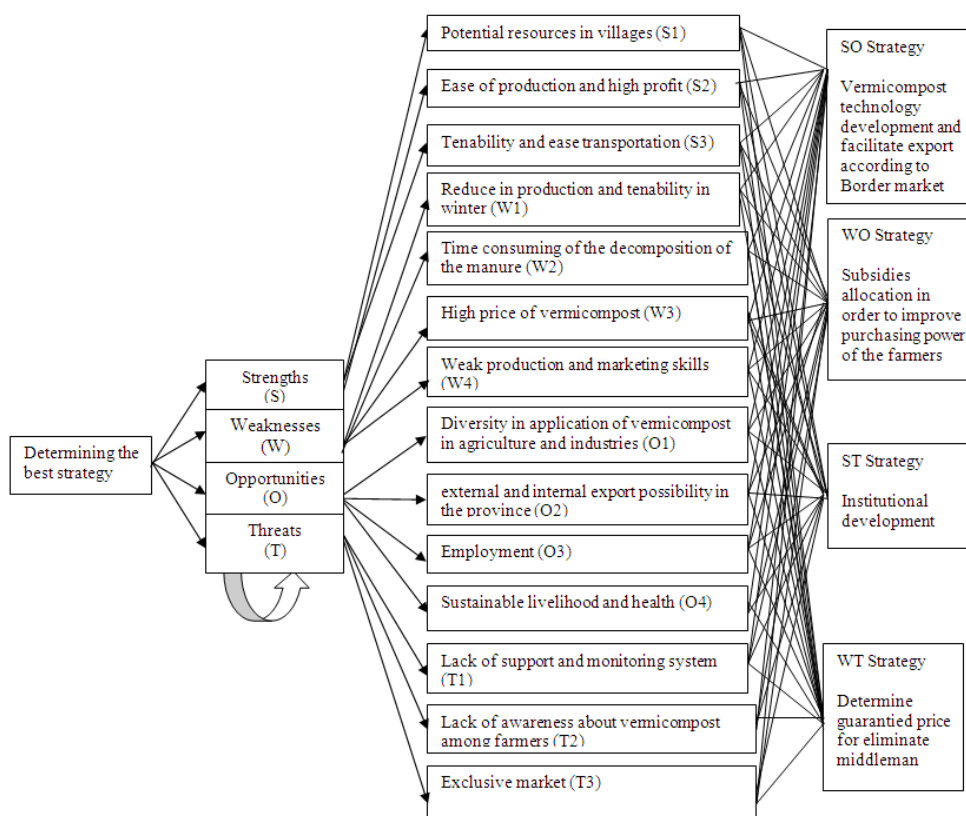 Determining the
best strategy
Strengths
(S)
Weaknesses
(W)
Opportunities
(O)
Threats
(T)
Potential resources in villages (S1)
Ease of production and high profit (S2)
Tenability and ease transportation (S3)
Reduce in production and tenability in
winter (W1)
Time consuming of the decomposition of
the manure (W2)
High price of vermicompost (W3)
Weak production and marketing skills
(W4)
Diversity in application of vermicompost
in agriculture and industries (O1)
external and internal export possibility in
the province (O2)
Employment (O3)
Sustainable livelihood and health (O4)
Lack of support and monitoring system
(T1)
Lack of awareness about vermicompost
among farmers (T2)
Exclusive market (T3)
SO Strategy
Vermicompost
technology
development and
facilitate export
according to
Border market
WO Strategy
Subsidies
allocation in
order to improve
purchasing power
of the farmers
ST Strategy
Institutional
development
WT Strategy
Determine
guarantied price
for eliminate
middleman